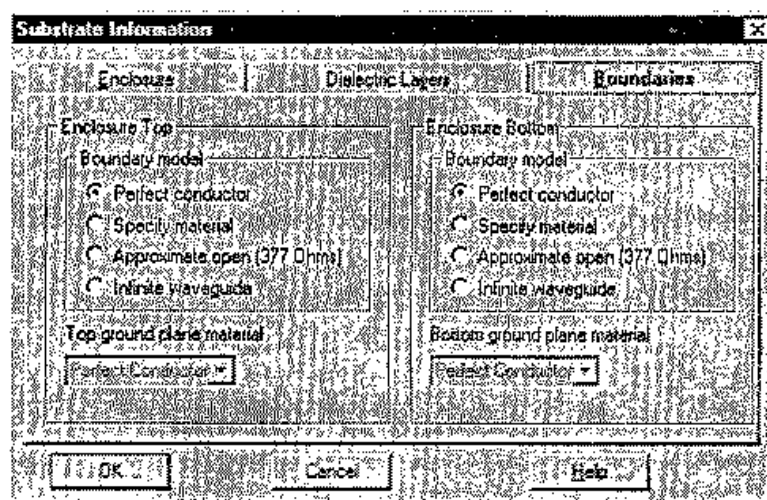 Substrate Information
Enclosure Dielectric Layers Boundaries
Enclosure Top Enclosure Bottom
Boundary model Boundary model
Perfect conductor Perfect conductor
Specify material Specify material
Approximate open (377 Ohms) Approximate open (377 Ohms)
Infinite waveguide Infinite waveguide
Top ground plane material Bottom ground plane material
Perfect Conductor Perfect Conductor
OK Cancel Help